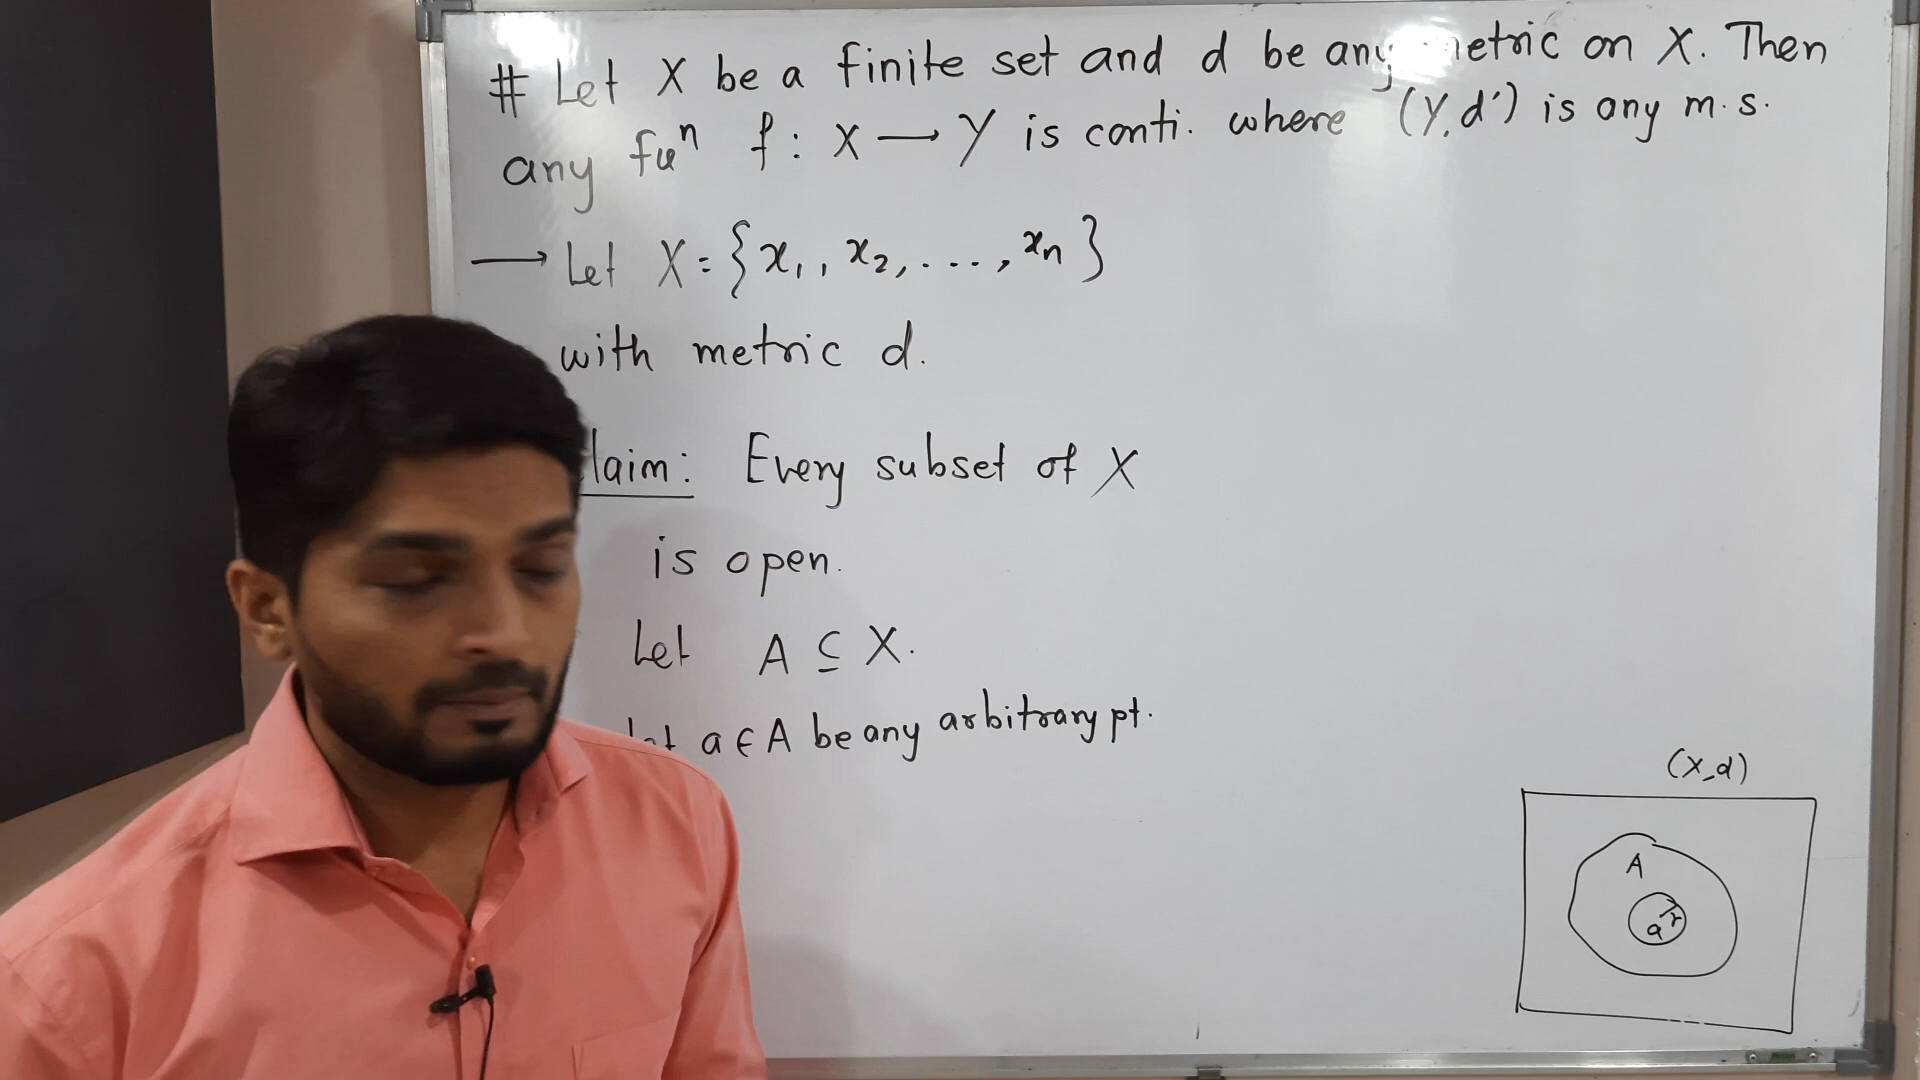 # Let X be a finite set and d be any metric on X. Then
any fuⁿ f : X → Y is conti. where (Y, d') is any m.s.
→ Let X = {x₁, x₂, ..., xₙ}
with metric d.
laim: Every subset of X
is open.
Let A ⊆ X.
a ∈ A be any arbitrary pt.
(X, d)
A
a r